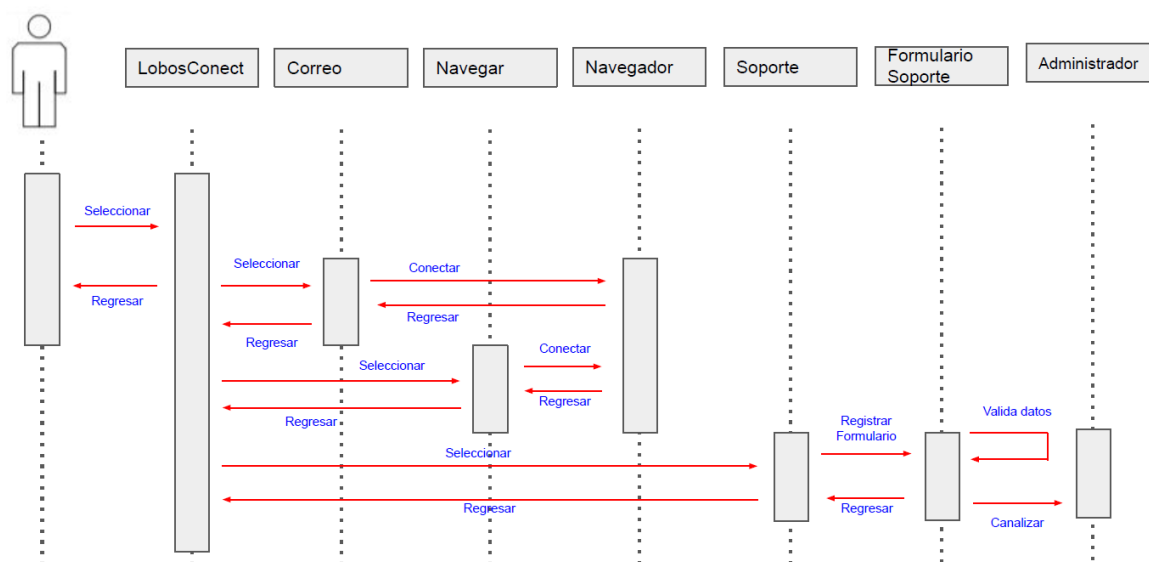 LobosConect
Correo
Navegar
Navegador
Soporte
Formulario
Soporte
Administrador
Seleccionar
Regresar
Seleccionar
Conectar
Regresar
Regresar
Conectar
Seleccionar
Regresar
Regresar
Registrar
Formulario
Valida datos
Seleccionar
Regresar
Regresar
Canalizar